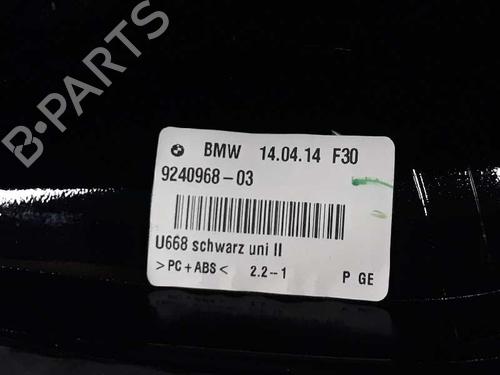 B-PARTS
BMW 14.04.14 F30
9240968-03
U668 schwarz uni II
>PC+ABS< 2.2--1 P GE